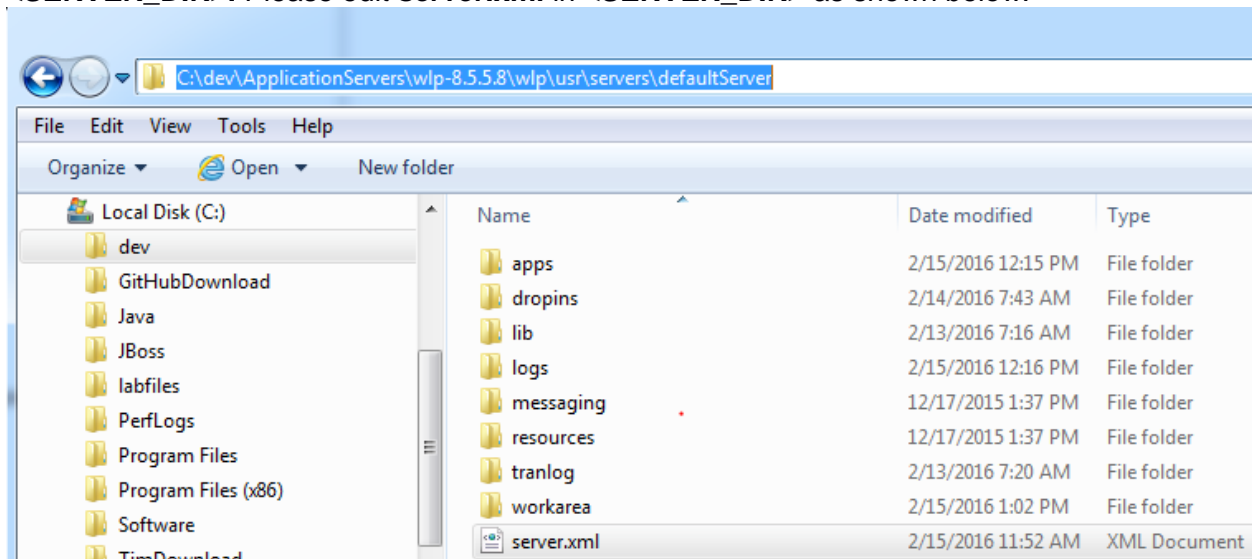 C:\dev\ApplicationServers\wlp-8.5.5.8\wlp\usr\servers\defaultServer
File Edit View Tools Help
Organize Open New folder
Local Disk (C:)
dev
GitHubDownload
Java
JBoss
labfiles
PerfLogs
Program Files
Program Files (x86)
Software
TimDownload
Name Date modified Type
apps 2/15/2016 12:15 PM File folder
dropins 2/14/2016 7:43 AM File folder
lib 2/13/2016 7:16 AM File folder
logs 2/15/2016 12:16 PM File folder
messaging 12/17/2015 1:37 PM File folder
resources 12/17/2015 1:37 PM File folder
tranlog 2/13/2016 7:20 AM File folder
workarea 2/15/2016 1:02 PM File folder
server.xml 2/15/2016 11:52 AM XML Document